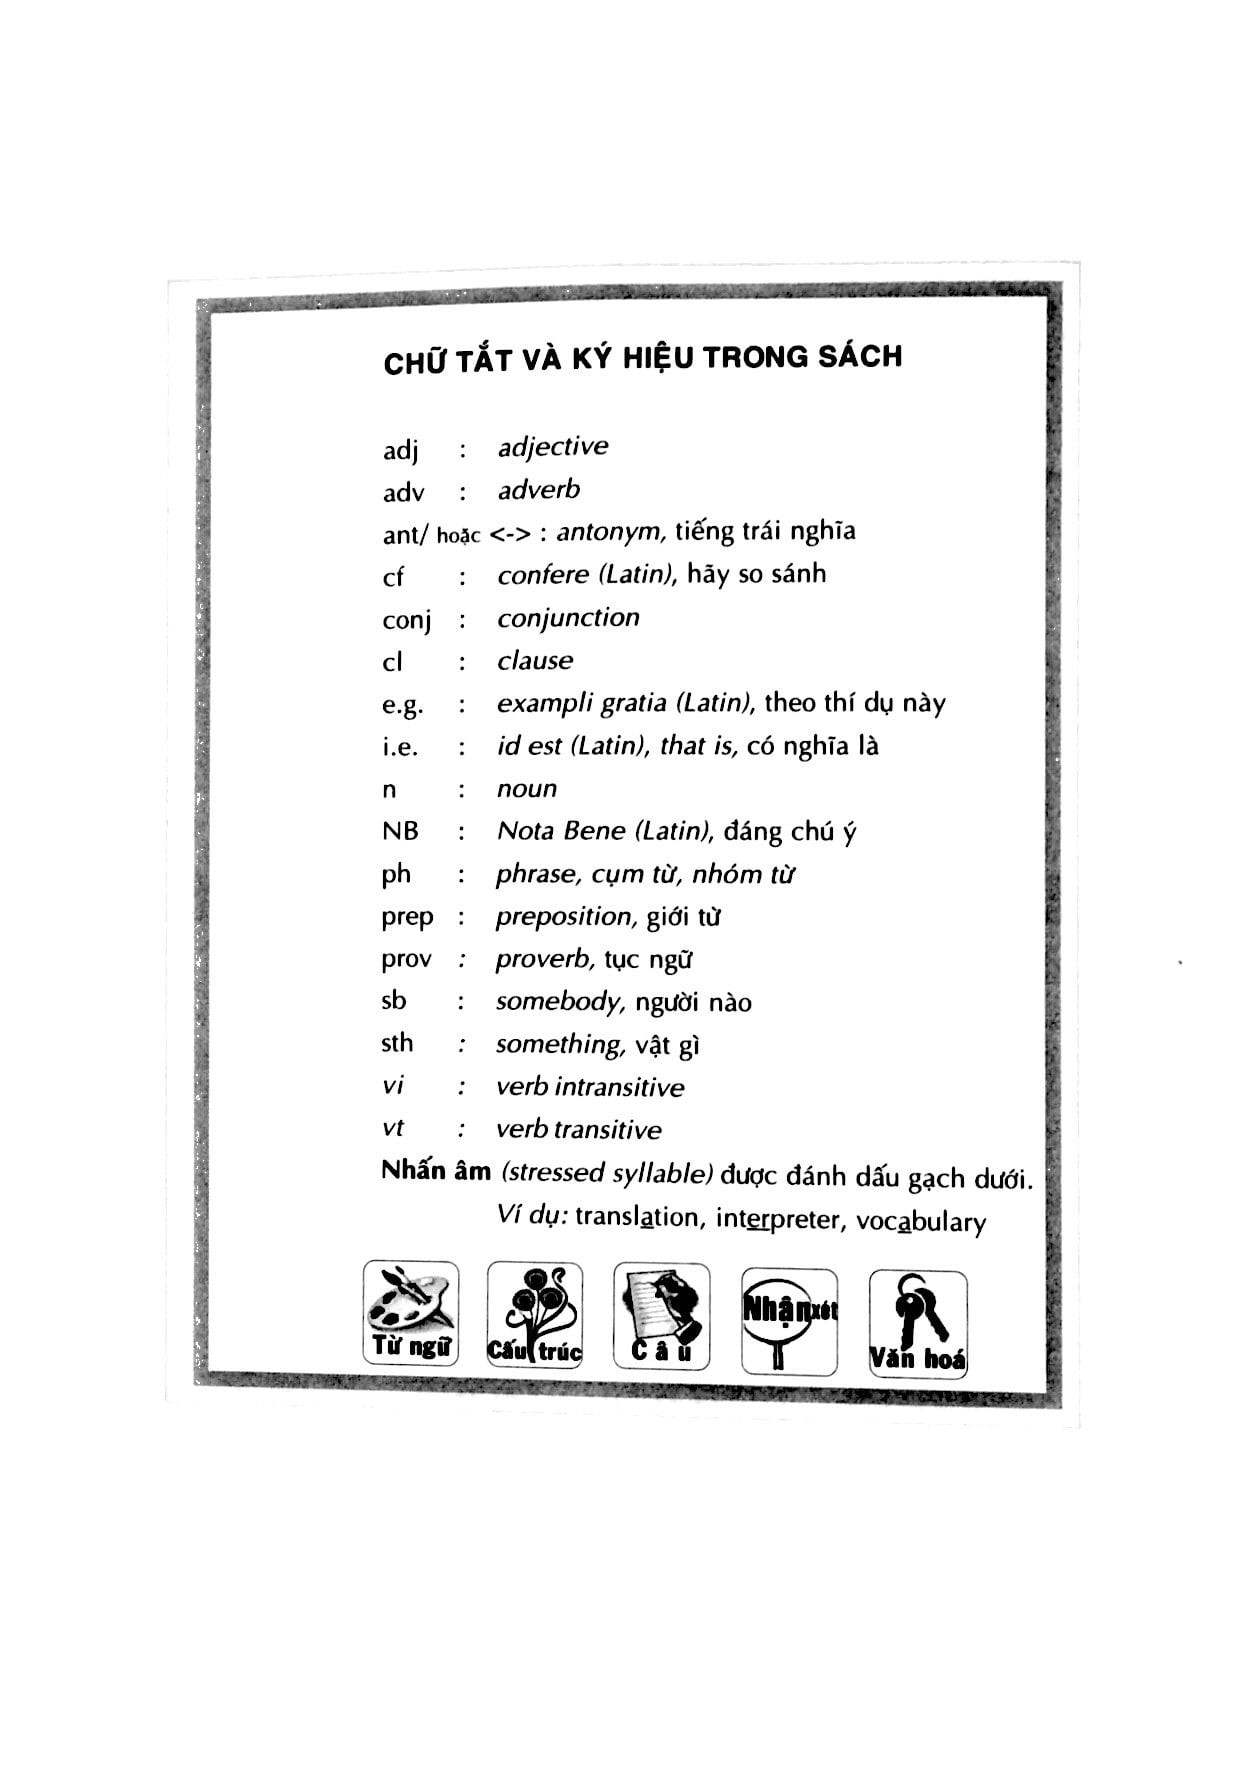 CHỮ TẮT VÀ KÝ HIỆU TRONG SÁCH
adj : adjective
adv : adverb
ant/ hoặc <-> : antonym, tiếng trái nghĩa
cf : confere (Latin), hãy so sánh
conj : conjunction
cl : clause
e.g. : exampli gratia (Latin), theo thí dụ này
i.e. : id est (Latin), that is, có nghĩa là
n : noun
NB : Nota Bene (Latin), đáng chú ý
ph : phrase, cụm từ, nhóm từ
prep : preposition, giới từ
prov : proverb, tục ngữ
sb : somebody, người nào
sth : something, vật gì
vi : verb intransitive
vt : verb transitive
Nhấn âm (stressed syllable) được đánh dấu gạch dưới.
Ví dụ: translation, interpreter, vocabulary
Từ ngữ
Cấu trúc
Câu
Nhận xét
Văn hoá